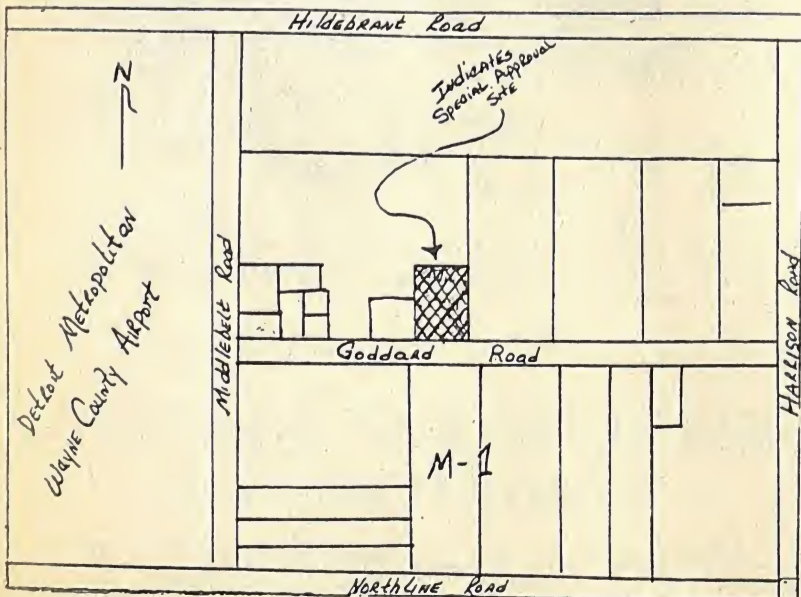 Hildebrant Road
Indicates
Special Approval
Site
N
Detroit Metropolitan
Wayne County Airport
Middlebelt Road
Harrison Road
Goddard Road
M-1
Northline Road